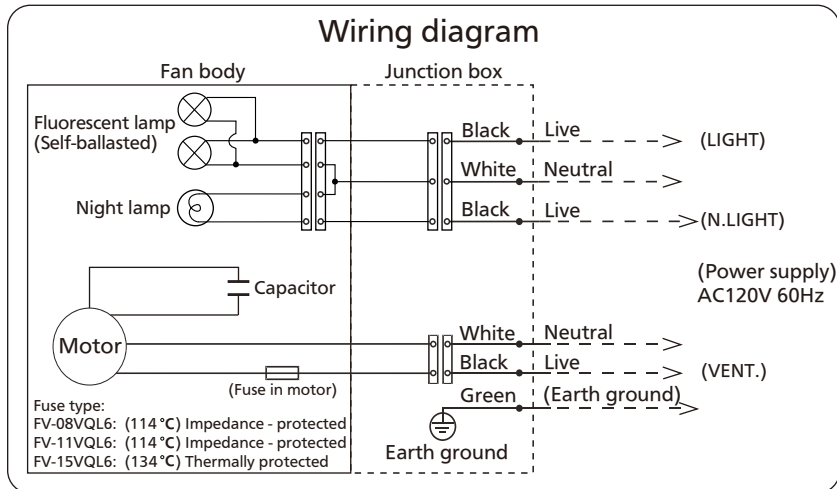 Wiring diagram
Fan body
Junction box
Fluorescent lamp
(Self-ballasted)
Black
Live
(LIGHT)
White
Neutral
Night lamp
Black
Live
(N.LIGHT)
(Power supply)
AC120V 60Hz
Capacitor
Motor
White
Neutral
Black
Live
(VENT.)
(Fuse in motor)
Green
(Earth ground)
Fuse type:
FV-08VQL6: (114°C) Impedance - protected
FV-11VQL6: (114°C) Impedance - protected
FV-15VQL6: (134°C) Thermally protected
Earth ground